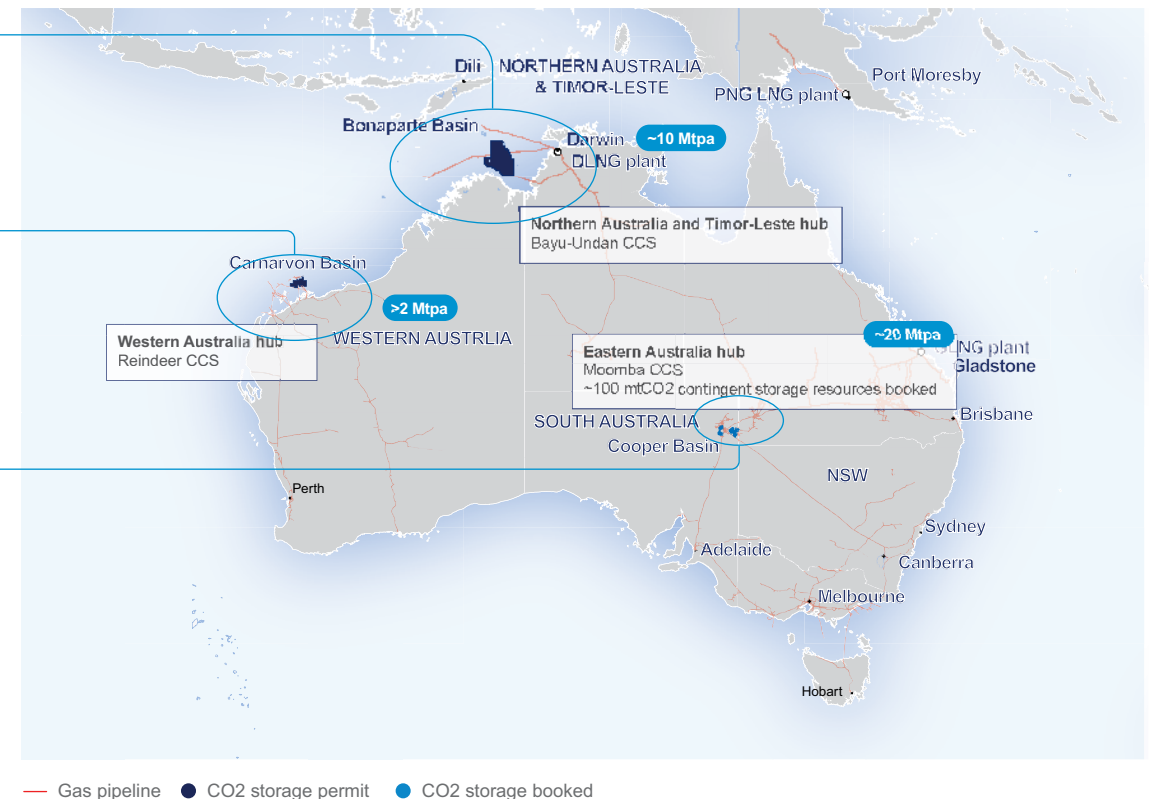 Dili
NORTHERN AUSTRALIA
& TIMOR-LESTE
Port Moresby
PNG LNG plant
Bonaparte Basin
Darwin
~10 Mtpa
DLNG plant
Northern Australia and Timor-Leste hub
Bayu-Undan CCS
Carnarvon Basin
>2 Mtpa
WESTERN AUSTRLIA
Western Australia hub
Reindeer CCS
~20 Mtpa
Eastern Australia hub
Moomba CCS
~100 mtCO2 contingent storage resources booked
plant
Gladstone
SOUTH AUSTRALIA
Brisbane
Cooper Basin
NSW
Perth
Sydney
Adelaide
Canberra
Melbourne
Hobart
Gas pipeline
CO2 storage permit
CO2 storage booked